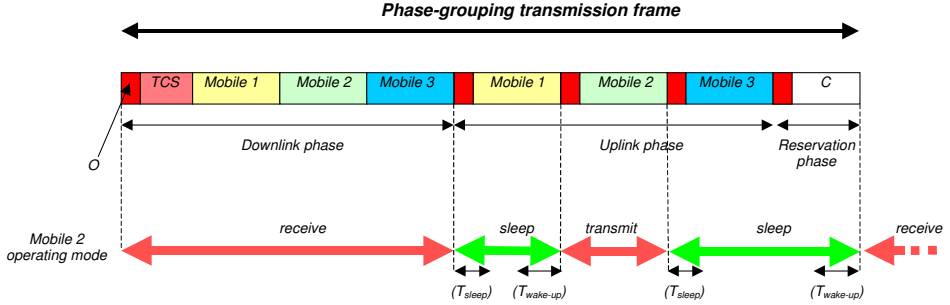 Phase-grouping transmission frame
TCS Mobile 1 Mobile 2 Mobile 3 Mobile 1 Mobile 2 Mobile 3 C
Downlink phase Uplink phase Reservation
phase
O
receive sleep transmit sleep receive
Mobile 2
operating mode
(Tsleep) (Twake-up) (Tsleep) (Twake-up)